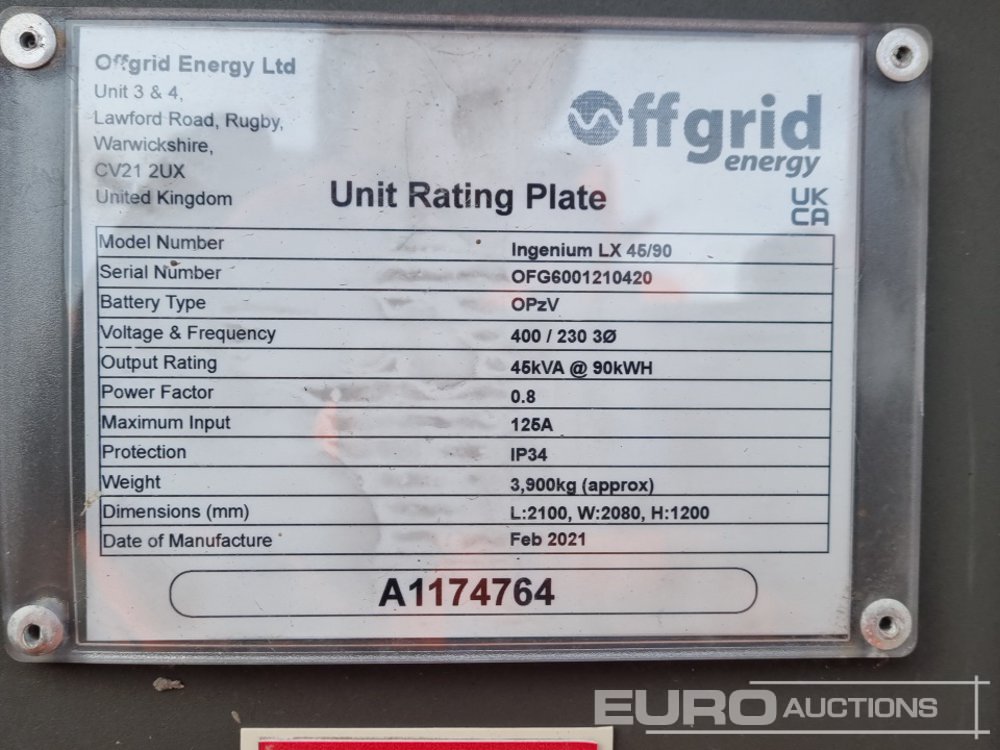 Offgrid Energy Ltd
Unit 3 & 4,
Lawford Road, Rugby,
Warwickshire,
CV21 2UX
United Kingdom
Offgrid
energy
UK
CA
Unit Rating Plate
Model Number Ingenium LX 45/90
Serial Number OFG6001210420
Battery Type OPzV
Voltage & Frequency 400 / 230 3Ø
Output Rating 45kVA @ 90kWH
Power Factor 0.8
Maximum Input 125A
Protection IP34
Weight 3,900kg (approx)
Dimensions (mm) L:2100, W:2080, H:1200
Date of Manufacture Feb 2021
A1174764
EURO AUCTIONS